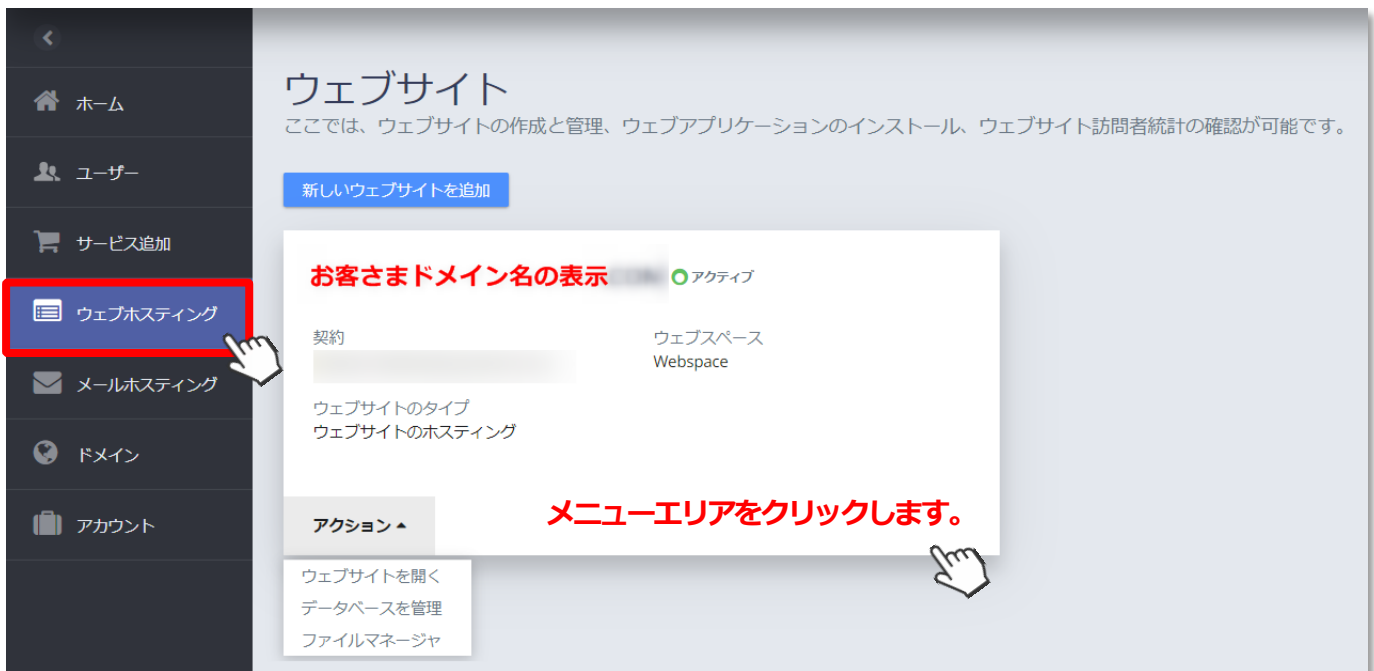 ホーム
ユーザー
サービス追加
ウェブホスティング
メールホスティング
ドメイン
アカウント
ウェブサイト
ここでは、ウェブサイトの作成と管理、ウェブアプリケーションのインストール、ウェブサイト訪問者統計の確認が可能です。
新しいウェブサイトを追加
お客さまドメイン名の表示 アクティブ
契約
ウェブスペース
Webspace
ウェブサイトのタイプ
ウェブサイトのホスティング
メニューエリアをクリックします。
アクション
ウェブサイトを開く
データベースを管理
ファイルマネージャ